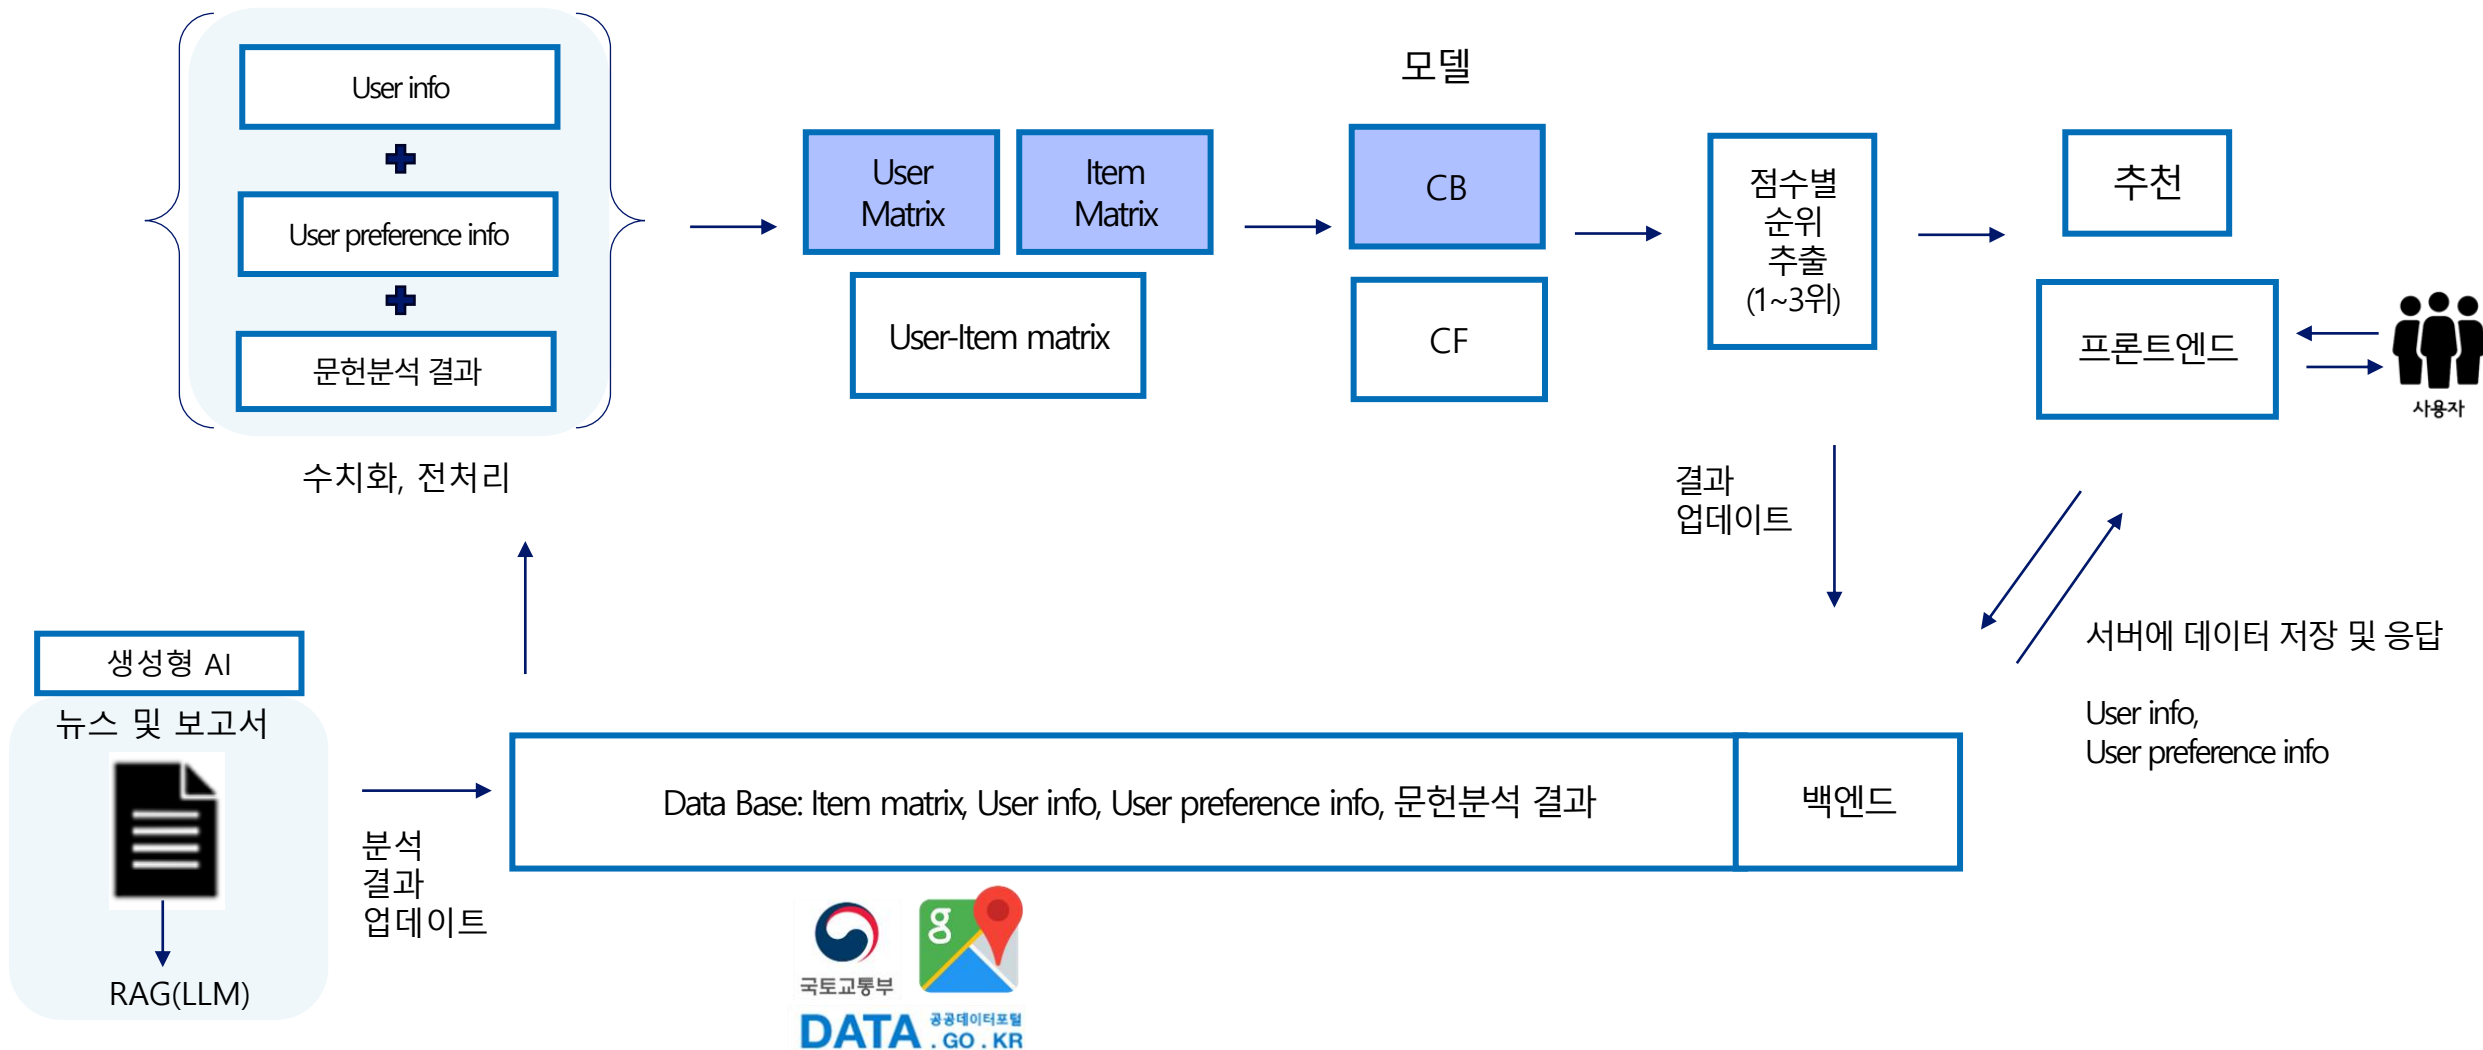 User info
User preference info
문헌분석 결과
수치화, 전처리
User
Matrix
Item
Matrix
User-Item matrix
모델
CB
CF
점수별
순위
추출
(1~3위)
추천
프론트엔드
사용자
결과
업데이트
서버에 데이터 저장 및 응답
User info,
User preference info
생성형 AI
뉴스 및 보고서
RAG(LLM)
분석
결과
업데이트
Data Base: Item matrix, User info, User preference info, 문헌분석 결과
백엔드
국토교통부
g
DATA 공공데이터포털
. GO . KR